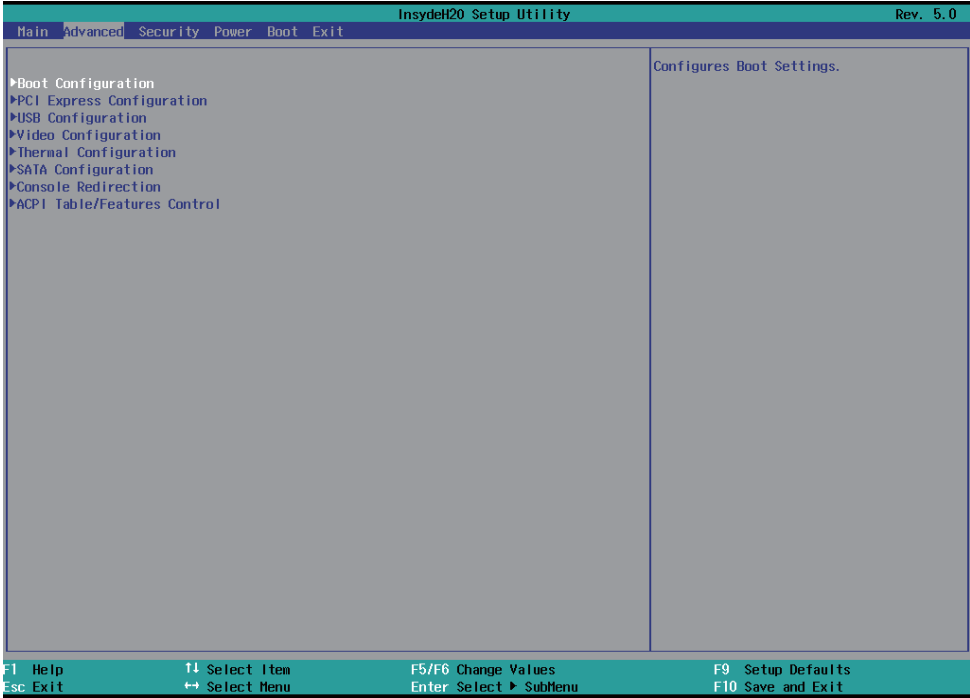 InsydeH20 Setup Utility Rev. 5.0
Main Advanced Security Power Boot Exit
Configures Boot Settings.
▶Boot Configuration
▶PCI Express Configuration
▶USB Configuration
▶Video Configuration
▶Thermal Configuration
▶SATA Configuration
▶Console Redirection
▶ACPI Table/Features Control
F1 Help ↑↓ Select Item F5/F6 Change Values F9 Setup Defaults
Esc Exit ↔ Select Menu Enter Select ▶ SubMenu F10 Save and Exit